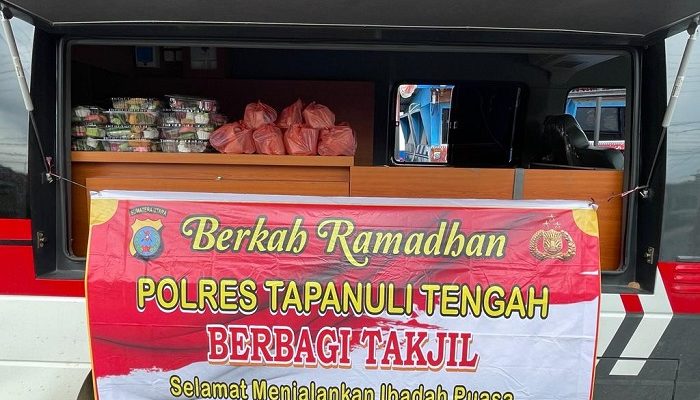 SUMATERA UTARA
Berkah Ramadhan
POLRES TAPANULI TENGAH
BERBAGI TAKJIL
Selamat Menjalankan Ibadah Puasa